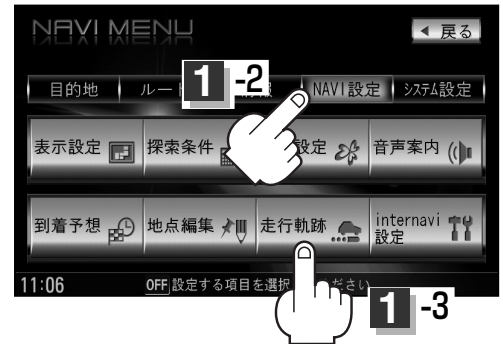 NAVI MENU
◀ 戻る
目的地 ルート 報 NAVI設定 システム設定
1 -2
表示設定 探索条件 設定 音声案内
到着予想 地点編集 走行軌跡 internavi
設定
11:06 OFF 設定する項目を選択 ださい
1 -3